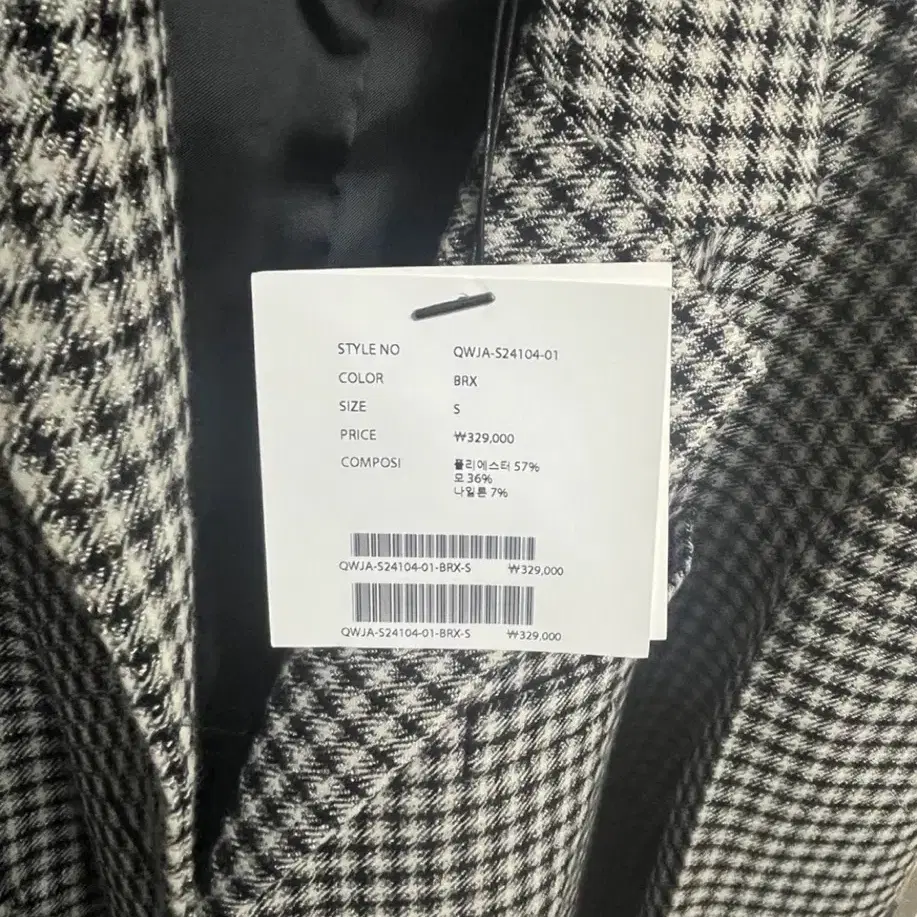 STYLE NO QWJA-S24104-01
COLOR BRX
SIZE S
PRICE ₩329,000
COMPOSI 폴리에스터 57%
모 36%
나일론 7%
QWJA-S24104-01-BRX-S ₩329,000
QWJA-S24104-01-BRX-S ₩329,000